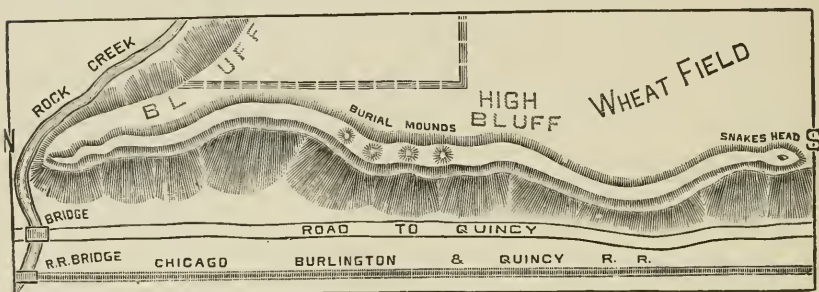 ROCK CREEK
BLUFF
BURIAL MOUNDS
HIGH
BLUFF
WHEAT FIELD
SNAKES HEAD
N
S
BRIDGE
ROAD TO QUINCY
R.R. BRIDGE
CHICAGO BURLINGTON & QUINCY R. R.